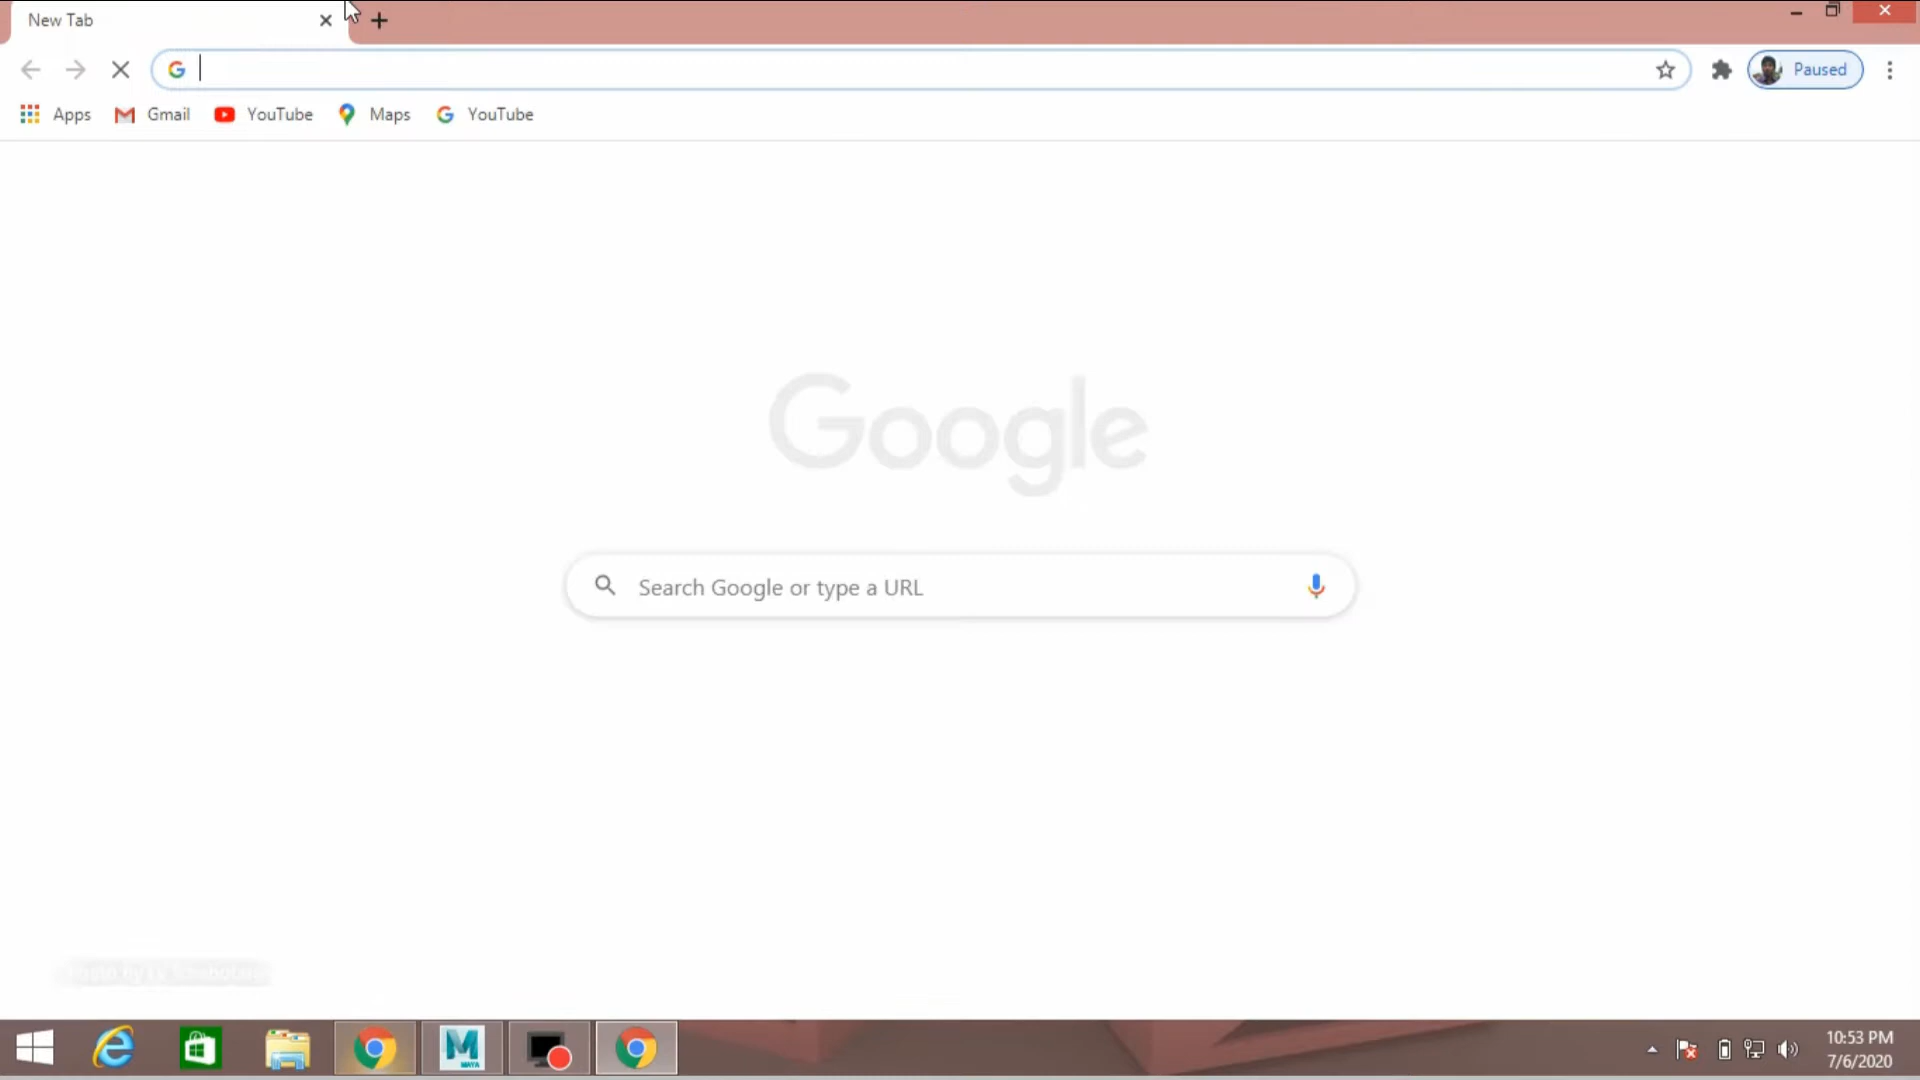 New Tab
Paused
Apps Gmail YouTube Maps YouTube
Google
Search Google or type a URL
MAYA
10:53 PM
7/6/2020